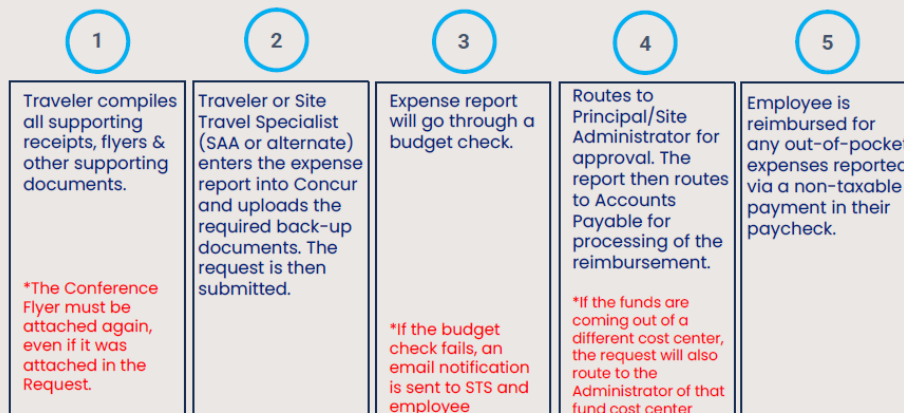 1
Traveler compiles
all supporting
receipts, flyers &
other supporting
documents.
*The Conference
Flyer must be
attached again,
even if it was
attached in the
Request.
2
Traveler or Site
Travel Specialist
(SAA or alternate)
enters the expense
report into Concur
and uploads the
required back-up
documents. The
request is then
submitted.
3
Expense report
will go through a
budget check.
*If the budget
check fails, an
email notification
is sent to STS and
employee
4
Routes to
Principal/Site
Administrator for
approval. The
report then routes
to Accounts
Payable for
processing of the
reimbursement.
*If the funds are
coming out of a
different cost center,
the request will also
route to the
Administrator of that
fund cost center
5
Employee is
reimbursed for
any out-of-pocket
expenses reported
via a non-taxable
payment in their
paycheck.